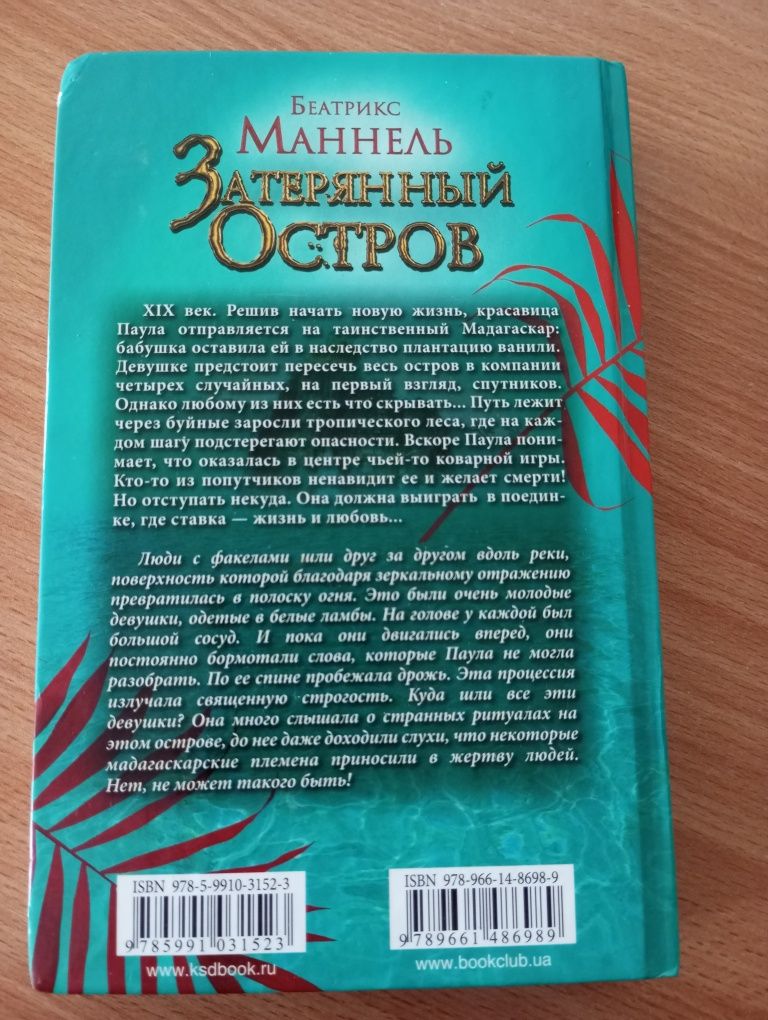 Беатрикс
Маннель
Затерянный
Остров
XIX век. Решив начать новую жизнь, красавица
Паула отправляется на таинственный Мадагаскар:
бабушка оставила ей в наследство плантацию ванили.
Девушке предстоит пересечь весь остров в компании
четырех случайных, на первый взгляд, спутников.
Однако любому из них есть что скрывать... Путь лежит
через буйные заросли тропического леса, где на каж-
дом шагу подстерегают опасности. Вскоре Паула пони-
мает, что оказалась в центре чьей-то коварной игры.
Кто-то из попутчиков ненавидит ее и желает смерти!
Но отступать некуда. Она должна выиграть в поедин-
ке, где ставка — жизнь и любовь...
Люди с факелами шли друг за другом вдоль реки,
поверхность которой благодаря зеркальному отражению
превратилась в полоску огня. Это были очень молодые
девушки, одетые в белые ламбы. На голове у каждой был
большой сосуд. И пока они двигались вперед, они
постоянно бормотали слова, которые Паула не могла
разобрать. По ее спине пробежала дрожь. Эта процессия
излучала священную строгость. Куда шли все эти
девушки? Она много слышала о странных ритуалах на
этом острове, до нее даже доходили слухи, что некоторые
мадагаскарские племена приносили в жертву людей.
Нет, не может такого быть!
ISBN 978-5-9910-3152-3
9 785991 031523
www.ksdbook.ru
ISBN 978-966-14-8698-9
9 789661 486989
www.bookclub.ua